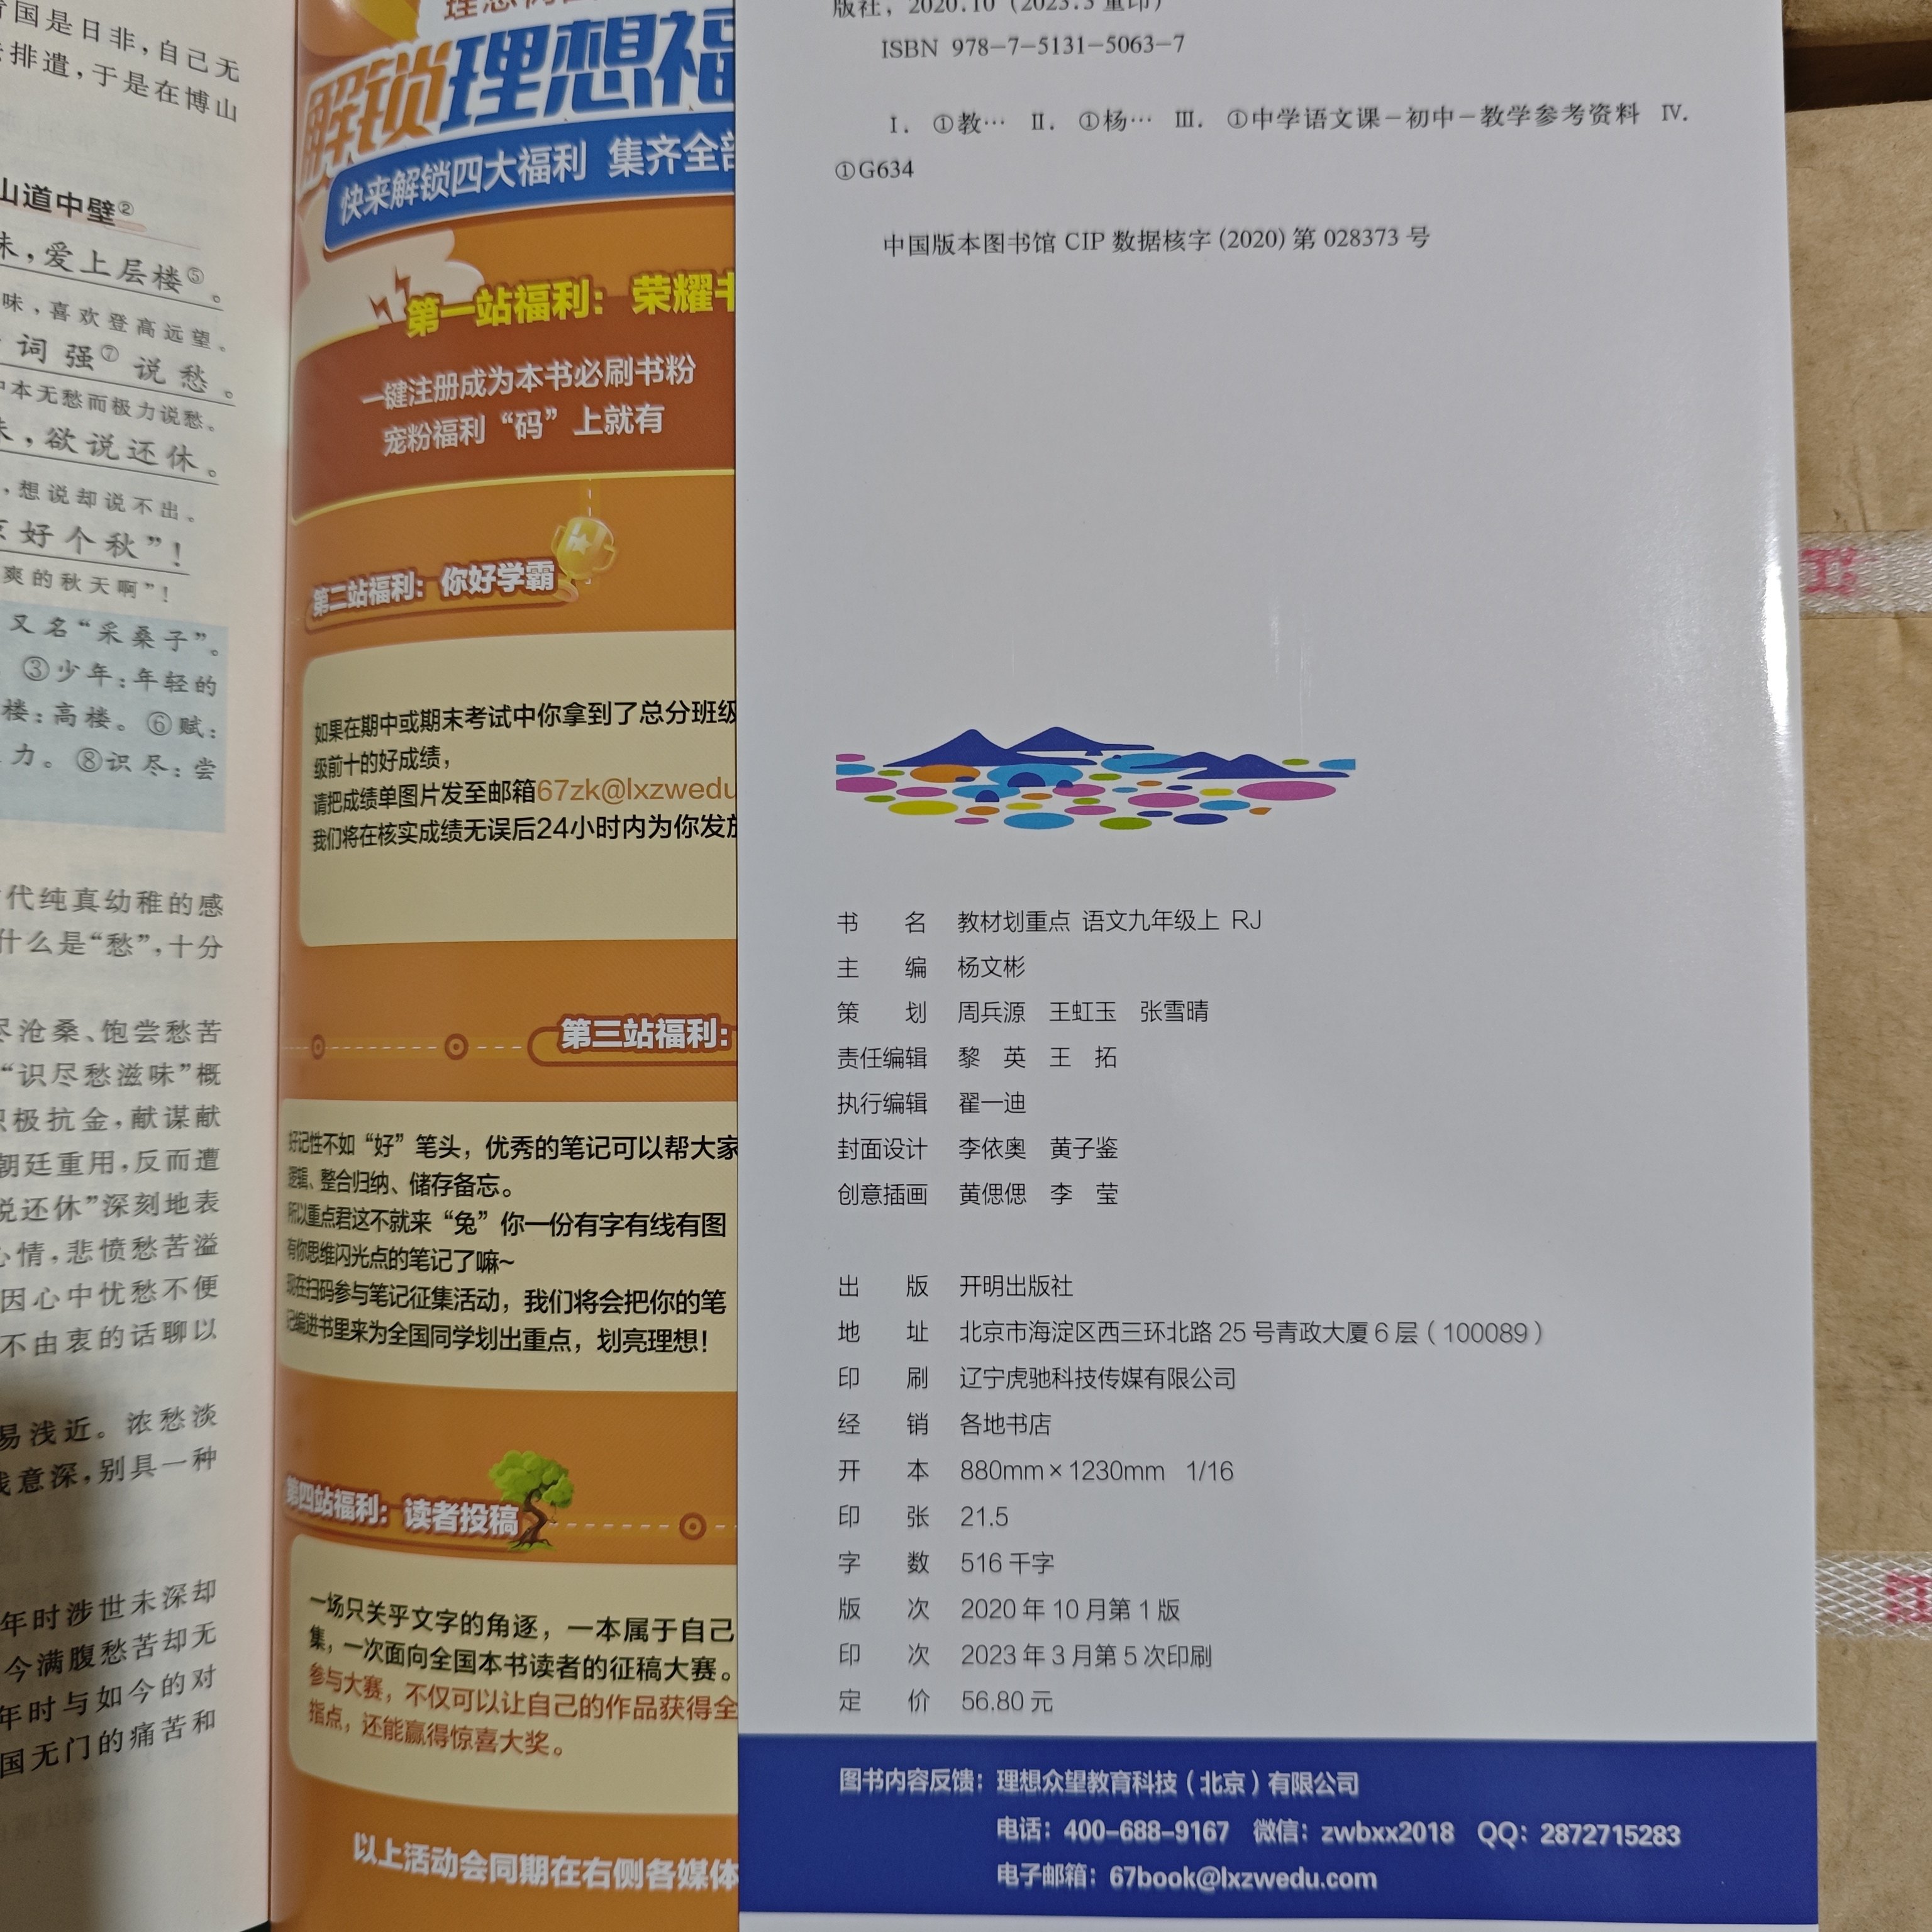 肯国是日非，自己无
法排遣，于是在博山
山道中壁②
味，爱上层楼⑤。
味，喜欢登高远望。
词强⑦说愁。
中本无愁而极力说愁。
味，欲说还休。
，想说却说不出。
凉好个秋”！
爽的秋天啊”！
又名“采桑子”。
③少年：年轻的
楼：高楼。⑥赋：
力。⑧识尽：尝
代纯真幼稚的感
什么是“愁”，十分
尽沧桑、饱尝愁苦
“识尽愁滋味”概
积极抗金，献谋献
朝廷重用，反而遭
说还休”深刻地表
心情，悲愤愁苦溢
因心中忧愁不便
不由衷的话聊以
易浅近。浓愁淡
浅意深，别具一种
年时涉世未深却
今满腹愁苦却无
年时与如今的对
国无门的痛苦和
解锁理想福
快来解锁四大福利 集齐全部
第一站福利：荣耀书
一键注册成为本书必刷书粉
宠粉福利“码”上就有
第二站福利：你好学霸
如果在期中或期末考试中你拿到了总分班级
级前十的好成绩，
请把成绩单图片发至邮箱67zk@lxzwedu
我们将在核实成绩无误后24小时内为你发放
第三站福利：
好记性不如“好”笔头，优秀的笔记可以帮大家
逻辑、整合归纳、储存备忘。
所以重点君这不就来“兔”你一份有字有线有图
有你思维闪光点的笔记了嘛~
现在扫码参与笔记征集活动，我们将会把你的笔
记编进书里来为全国同学划出重点，划亮理想！
第四站福利：读者投稿
一场只关乎文字的角逐，一本属于自己
集，一次面向全国本书读者的征稿大赛。
参与大赛，不仅可以让自己的作品获得全
指点，还能赢得惊喜大奖。
以上活动会同期在右侧各媒体
版社，2020.10（2023.3重印）
ISBN 978-7-5131-5063-7
Ⅰ. ①教… Ⅱ. ①杨… Ⅲ. ①中学语文课－初中－教学参考资料 Ⅳ.
①G634
中国版本图书馆 CIP 数据核字 (2020) 第 028373 号
书 名 教材划重点 语文九年级上 RJ
主 编 杨文彬
策 划 周兵源 王虹玉 张雪晴
责任编辑 黎 英 王 拓
执行编辑 翟一迪
封面设计 李依奥 黄子鉴
创意插画 黄偲偲 李 莹
出 版 开明出版社
地 址 北京市海淀区西三环北路 25 号青政大厦 6 层（100089）
印 刷 辽宁虎驰科技传媒有限公司
经 销 各地书店
开 本 880mm×1230mm 1/16
印 张 21.5
字 数 516 千字
版 次 2020 年 10 月第 1 版
印 次 2023 年 3 月第 5 次印刷
定 价 56.80 元
图书内容反馈：理想众望教育科技（北京）有限公司
电话：400-688-9167 微信：zwbxx2018 QQ：2872715283
电子邮箱：67book@lxzwedu.com